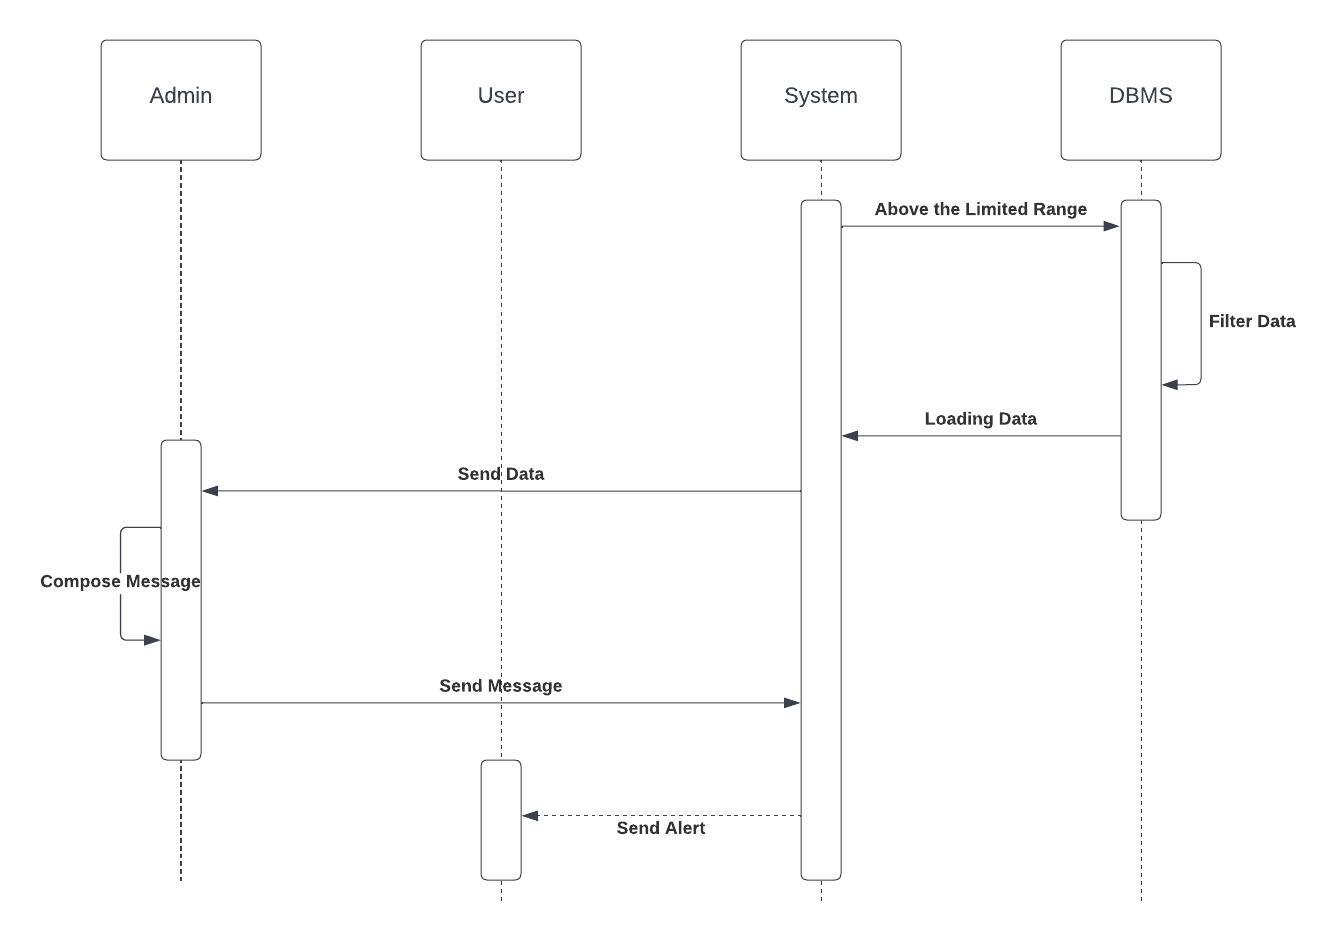 Admin
User
System
DBMS
Above the Limited Range
Filter Data
Loading Data
Send Data
Compose Message
Send Message
Send Alert